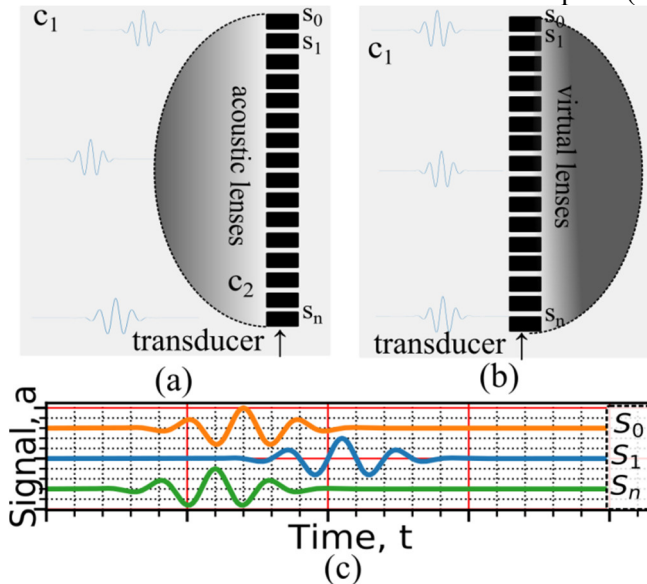 c₁
s₀
s₁
acoustic lenses
c₂
sₙ
transducer ↑
(a)
s₀
s₁
c₁
virtual lenses
sₙ
transducer ↑
(b)
Signal, a
S₀
S₁
Sₙ
Time, t
(c)